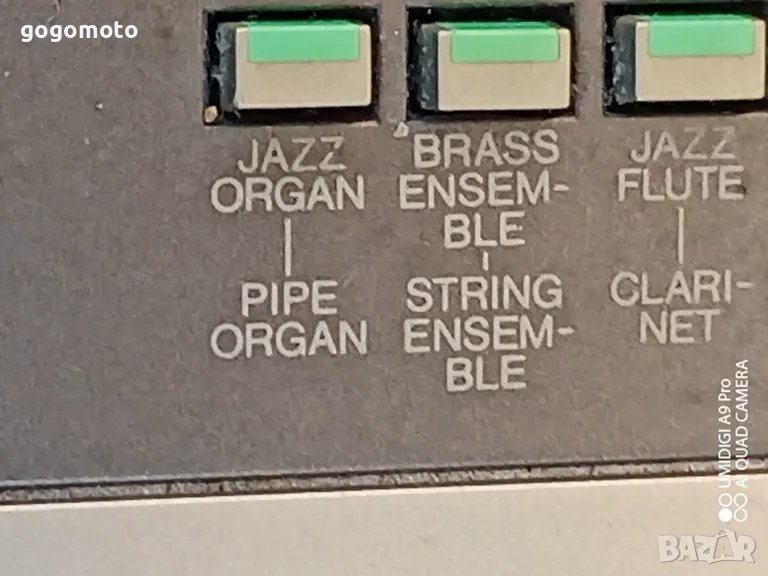 gogomoto
JAZZ
ORGAN
PIPE
ORGAN
BRASS
ENSEM-
BLE
STRING
ENSEM-
BLE
JAZZ
FLUTE
CLARI-
NET
UMIDIGI A9 Pro
AI QUAD CAMERA
BAZAR